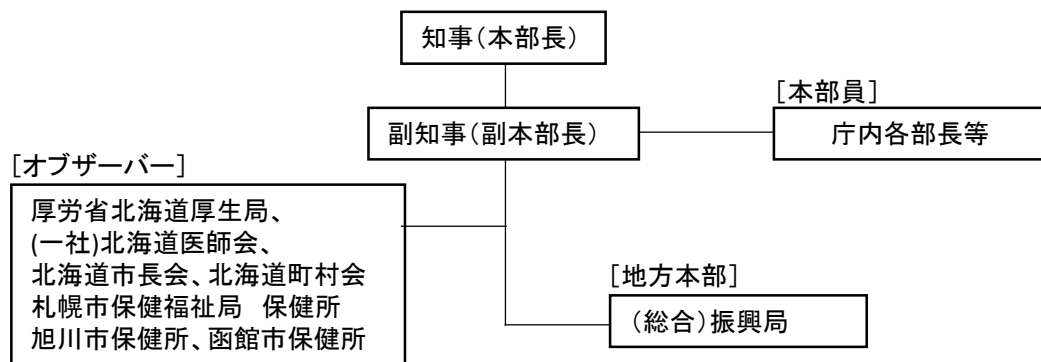 知事(本部長)
[本部員]
副知事(副本部長)
庁内各部長等
[オブザーバー]
厚労省北海道厚生局、
(一社)北海道医師会、
北海道市長会、北海道町村会
札幌市保健福祉局　保健所
旭川市保健所、函館市保健所
[地方本部]
(総合)振興局